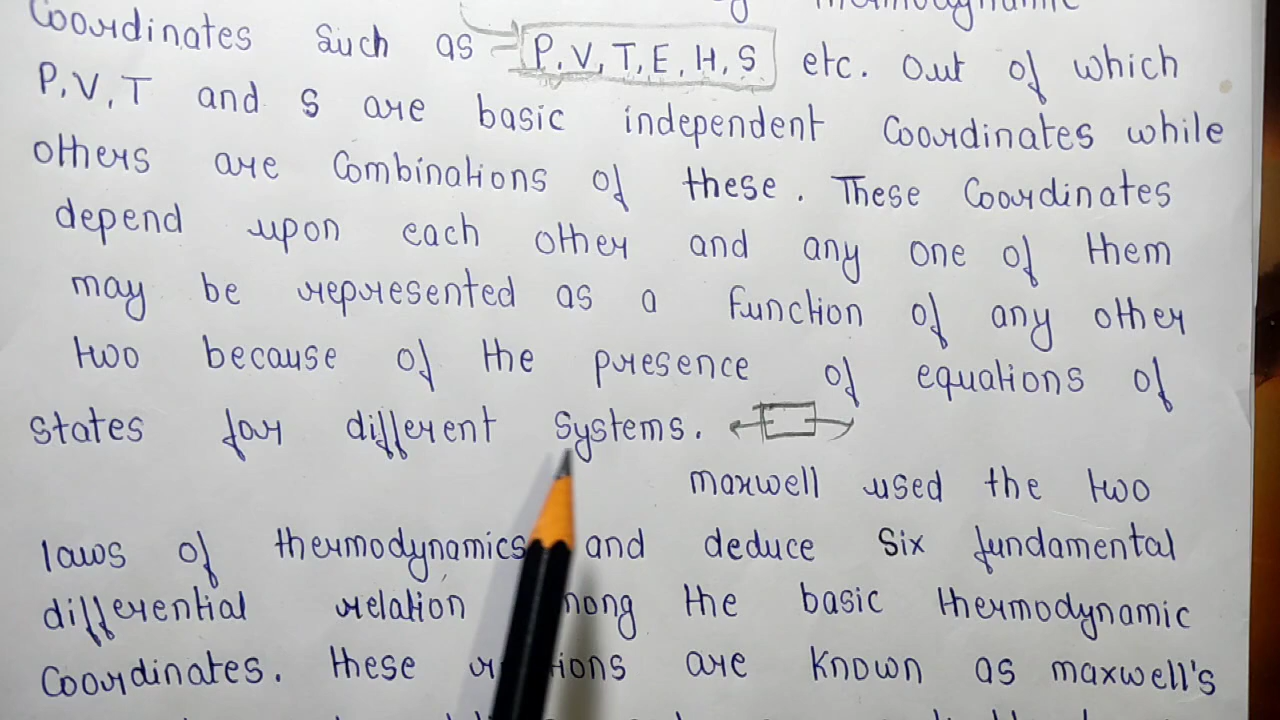 Coordinates such as P, V, T, E, H, S etc. Out of which
P, V, T and S are basic independent Coordinates while
others are Combinations of these. These Coordinates
depend upon each other and any one of them
may be represented as a function of any other
two because of the presence of equations of
states for different systems.
maxwell used the two
laws of thermodynamics and deduce six fundamental
differential relation the basic thermodynamic
Coordinates. these are known as maxwell's